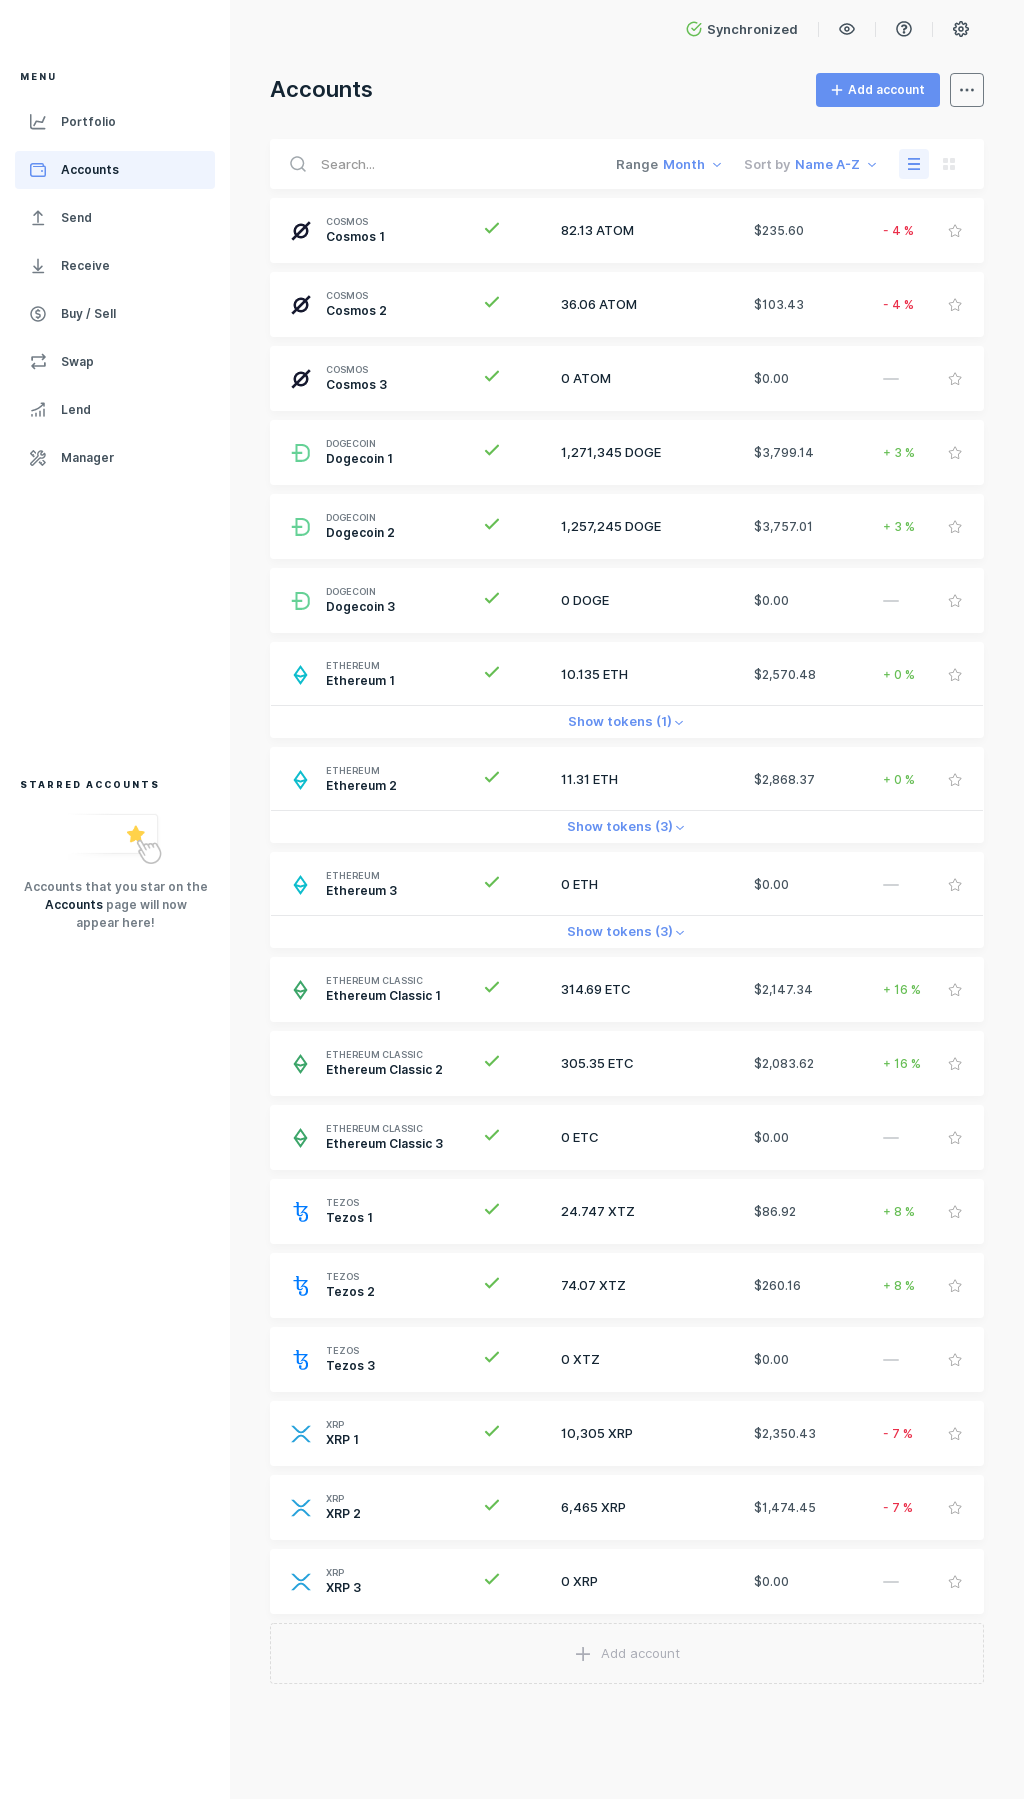 Synchronized
MENU
Portfolio
Accounts
Send
Receive
Buy / Sell
Swap
Lend
Manager
STARRED ACCOUNTS
Accounts that you star on the
Accounts page will now
appear here!
Accounts
Add account
Search...
Range Month
Sort by Name A-Z
COSMOS
Cosmos 1
82.13 ATOM
$235.60
- 4 %
COSMOS
Cosmos 2
36.06 ATOM
$103.43
- 4 %
COSMOS
Cosmos 3
0 ATOM
$0.00
—
DOGECOIN
Dogecoin 1
1,271,345 DOGE
$3,799.14
+ 3 %
DOGECOIN
Dogecoin 2
1,257,245 DOGE
$3,757.01
+ 3 %
DOGECOIN
Dogecoin 3
0 DOGE
$0.00
—
ETHEREUM
Ethereum 1
10.135 ETH
$2,570.48
+ 0 %
Show tokens (1)
ETHEREUM
Ethereum 2
11.31 ETH
$2,868.37
+ 0 %
Show tokens (3)
ETHEREUM
Ethereum 3
0 ETH
$0.00
—
Show tokens (3)
ETHEREUM CLASSIC
Ethereum Classic 1
314.69 ETC
$2,147.34
+ 16 %
ETHEREUM CLASSIC
Ethereum Classic 2
305.35 ETC
$2,083.62
+ 16 %
ETHEREUM CLASSIC
Ethereum Classic 3
0 ETC
$0.00
—
TEZOS
Tezos 1
24.747 XTZ
$86.92
+ 8 %
TEZOS
Tezos 2
74.07 XTZ
$260.16
+ 8 %
TEZOS
Tezos 3
0 XTZ
$0.00
—
XRP
XRP 1
10,305 XRP
$2,350.43
- 7 %
XRP
XRP 2
6,465 XRP
$1,474.45
- 7 %
XRP
XRP 3
0 XRP
$0.00
—
Add account